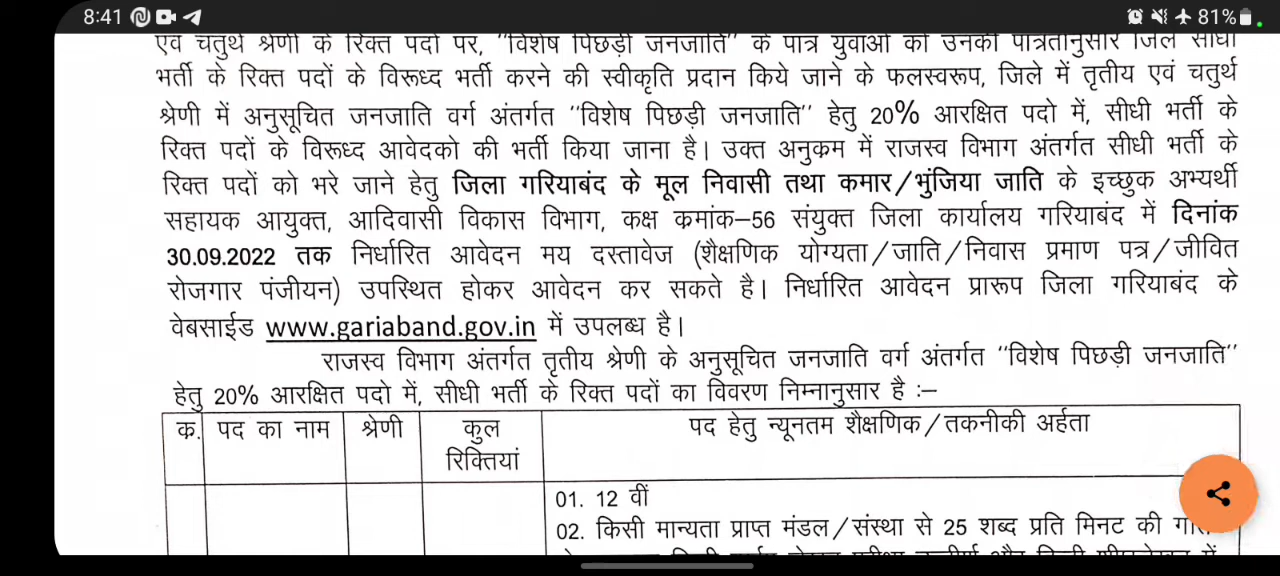 8:41
81%
एवं चतुर्थ श्रेणी के रिक्त पदों पर, "विशेष पिछड़ी जनजाति" के पात्र युवाओं को उनकी पात्रतानुसार जिले सीधी
भर्ती के रिक्त पदों के विरूध्द भर्ती करने की स्वीकृति प्रदान किये जाने के फलस्वरूप, जिले में तृतीय एवं चतुर्थ
श्रेणी में अनुसूचित जनजाति वर्ग अंतर्गत "विशेष पिछड़ी जनजाति" हेतु 20% आरक्षित पदो में, सीधी भर्ती के
रिक्त पदों के विरूध्द आवेदको की भर्ती किया जाना है। उक्त अनुक्रम में राजस्व विभाग अंतर्गत सीधी भर्ती के
रिक्त पदों को भरे जाने हेतु जिला गरियाबंद के मूल निवासी तथा कमार/भुंजिया जाति के इच्छुक अभ्यर्थी
सहायक आयुक्त, आदिवासी विकास विभाग, कक्ष क्रमांक–56 संयुक्त जिला कार्यालय गरियाबंद में दिनांक
30.09.2022 तक निर्धारित आवेदन मय दस्तावेज (शैक्षणिक योग्यता/जाति/निवास प्रमाण पत्र/जीवित
रोजगार पंजीयन) उपस्थित होकर आवेदन कर सकते है। निर्धारित आवेदन प्रारूप जिला गरियाबंद के
वेबसाईड www.gariaband.gov.in में उपलब्ध है।
राजस्व विभाग अंतर्गत तृतीय श्रेणी के अनुसूचित जनजाति वर्ग अंतर्गत "विशेष पिछड़ी जनजाति"
हेतु 20% आरक्षित पदो में, सीधी भर्ती के रिक्त पदों का विवरण निम्नानुसार है :–
क्र. पद का नाम श्रेणी कुल रिक्तियां पद हेतु न्यूनतम शैक्षणिक/तकनीकी अर्हता
01. 12 वीं
02. किसी मान्यता प्राप्त मंडल/संस्था से 25 शब्द प्रति मिनट की